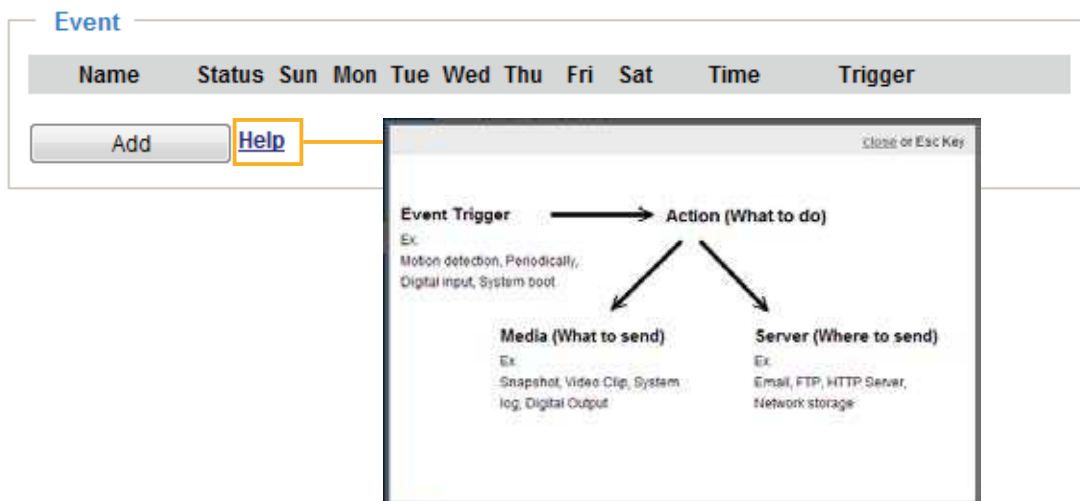 Event
Name Status Sun Mon Tue Wed Thu Fri Sat Time Trigger
Add Help
close or Esc Key
Event Trigger
Action (What to do)
Ex.
Motion detection, Periodically,
Digital input, System boot
Media (What to send)
Ex.
Snapshot, Video Clip, System
log, Digital Output
Server (Where to send)
Ex.
Email, FTP, HTTP Server,
Network storage